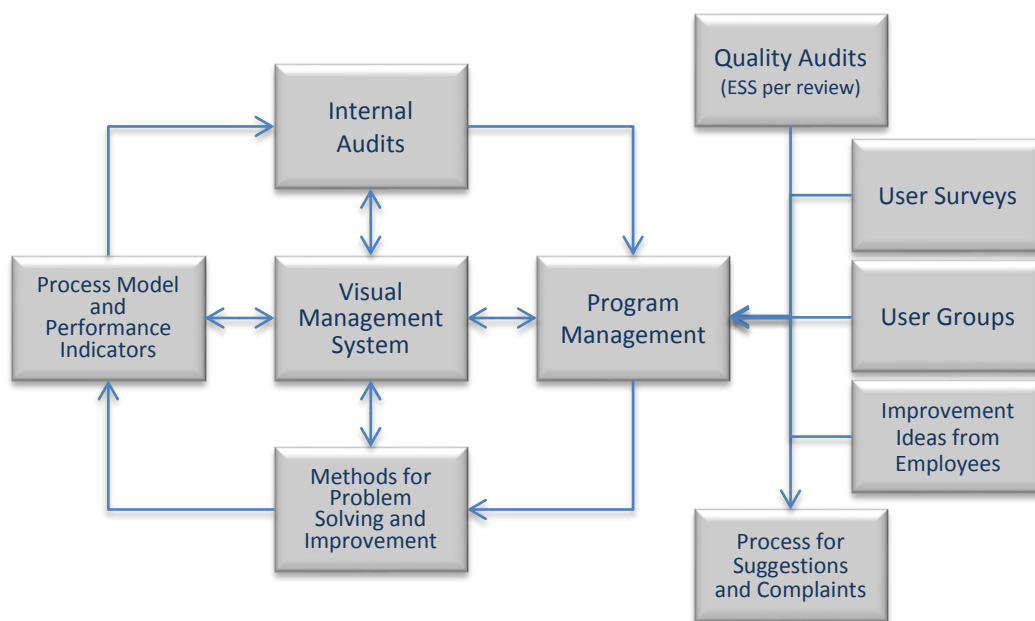 Quality Audits
(ESS per review)
Internal
Audits
User Surveys
Process Model
and
Performance
Indicators
Visual
Management
System
Program
Management
User Groups
Improvement
Ideas from
Employees
Methods for
Problem
Solving and
Improvement
Process for
Suggestions
and Complaints